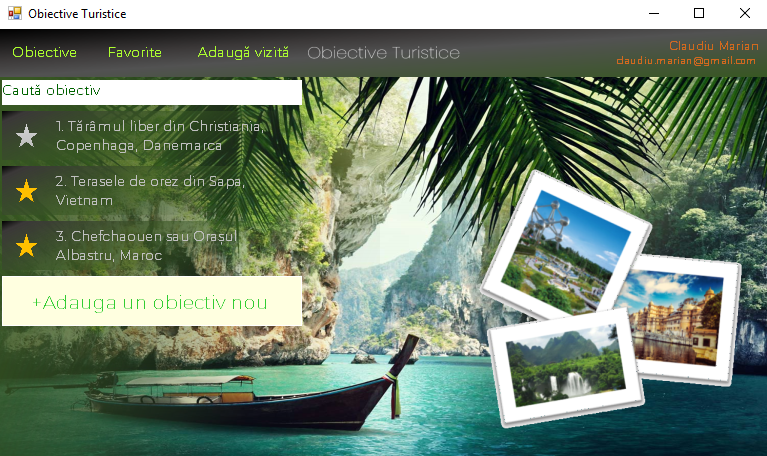 Obiective Turistice
Obiective Favorite Adaugă vizită Obiective Turistice
Claudiu Marian
claudiu.marian@gmail.com
Caută obiectiv
1. Tărâmul liber din Christiania,
Copenhaga, Danemarca
2. Terasele de orez din Sapa,
Vietnam
3. Chefchaouen sau Orașul
Albastru, Maroc
+Adauga un obiectiv nou